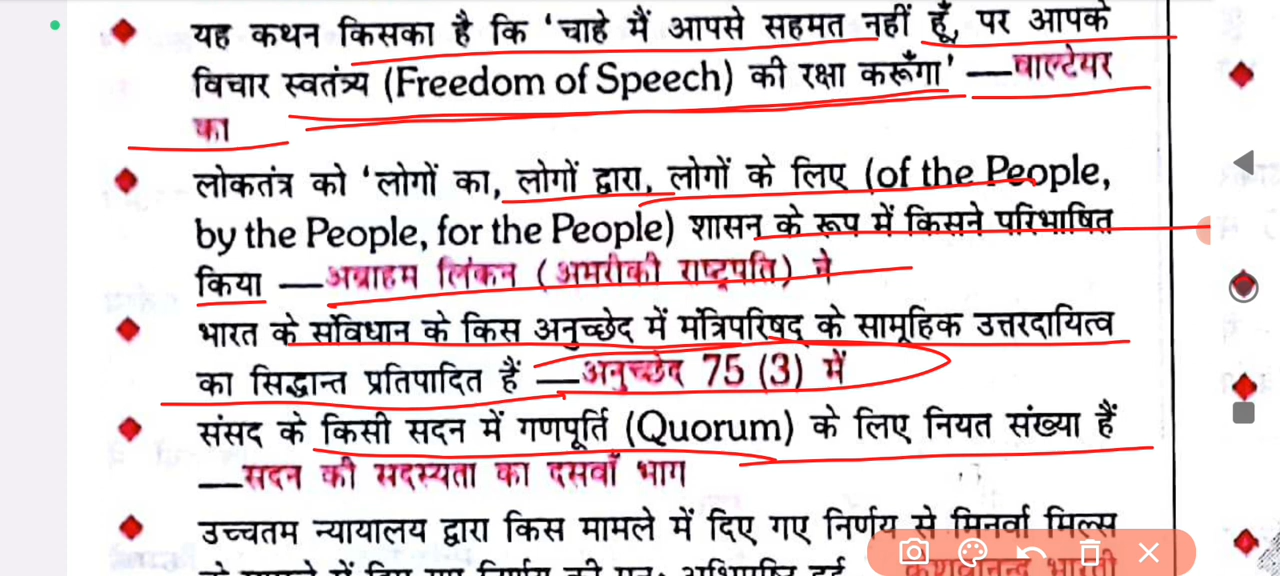 यह कथन किसका है कि 'चाहे मैं आपसे सहमत नहीं हूँ, पर आपके
विचार स्वतंत्र्य (Freedom of Speech) की रक्षा करूँगा' —वाल्टेयर
का
लोकतंत्र को 'लोगों का, लोगों द्वारा, लोगों के लिए (of the People,
by the People, for the People) शासन के रूप में किसने परिभाषित
किया —अब्राहम लिंकन (अमरीकी राष्ट्रपति) ने
भारत के संविधान के किस अनुच्छेद में मंत्रिपरिषद् के सामूहिक उत्तरदायित्व
का सिद्धान्त प्रतिपादित हैं —अनुच्छेद 75 (3) में
संसद के किसी सदन में गणपूर्ति (Quorum) के लिए नियत संख्या हैं
—सदन की सदस्यता का दसवाँ भाग
उच्चतम न्यायालय द्वारा किस मामले में दिए गए निर्णय से मिनर्वा मिल्स